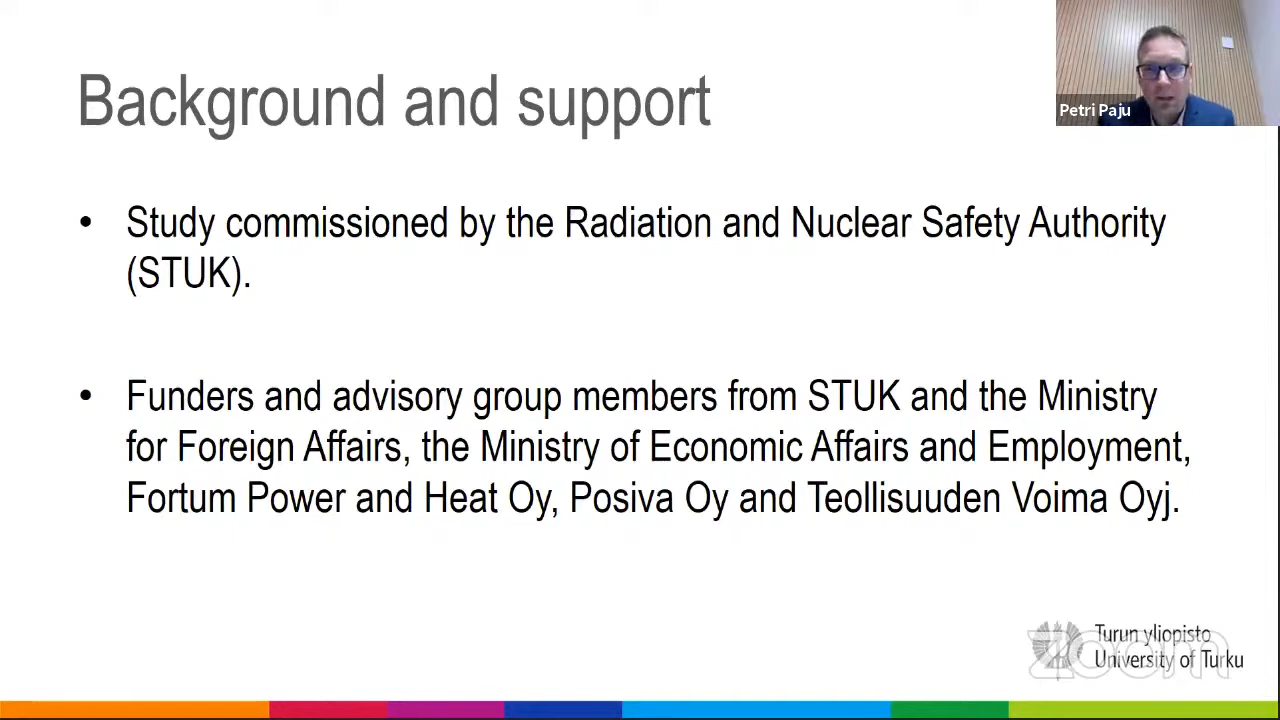 Background and support
Petri Paju
• Study commissioned by the Radiation and Nuclear Safety Authority
(STUK).
• Funders and advisory group members from STUK and the Ministry
for Foreign Affairs, the Ministry of Economic Affairs and Employment,
Fortum Power and Heat Oy, Posiva Oy and Teollisuuden Voima Oyj.
Turun yliopisto
University of Turku
zoom